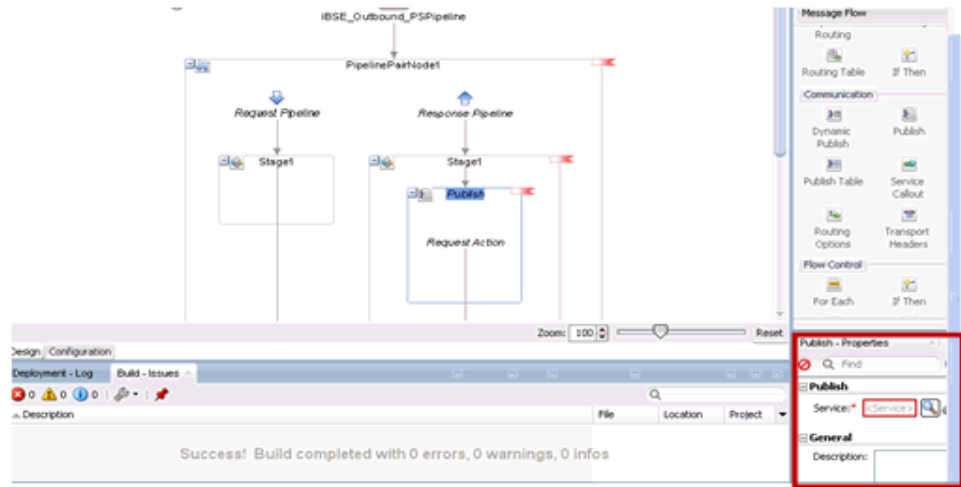 iBSE_Outbound_PSPipeline
PipelinePairNode1
Request Pipeline
Response Pipeline
Stage1
Stage1
Publish
Request Action
Zoom: 100
Reset
Design
Configuration
Message Flow
Routing
Routing Table
If Then
Communication
Dynamic
Publish
Publish
Publish Table
Service
Callout
Routing
Options
Transport
Headers
Flow Control
For Each
If Then
Deployment - Log
Build - Issues
0
0
0
Description
File
Location
Project
Success! Build completed with 0 errors, 0 warnings, 0 infos
Publish - Properties
Find
Publish
Service:* <Service>
General
Description: